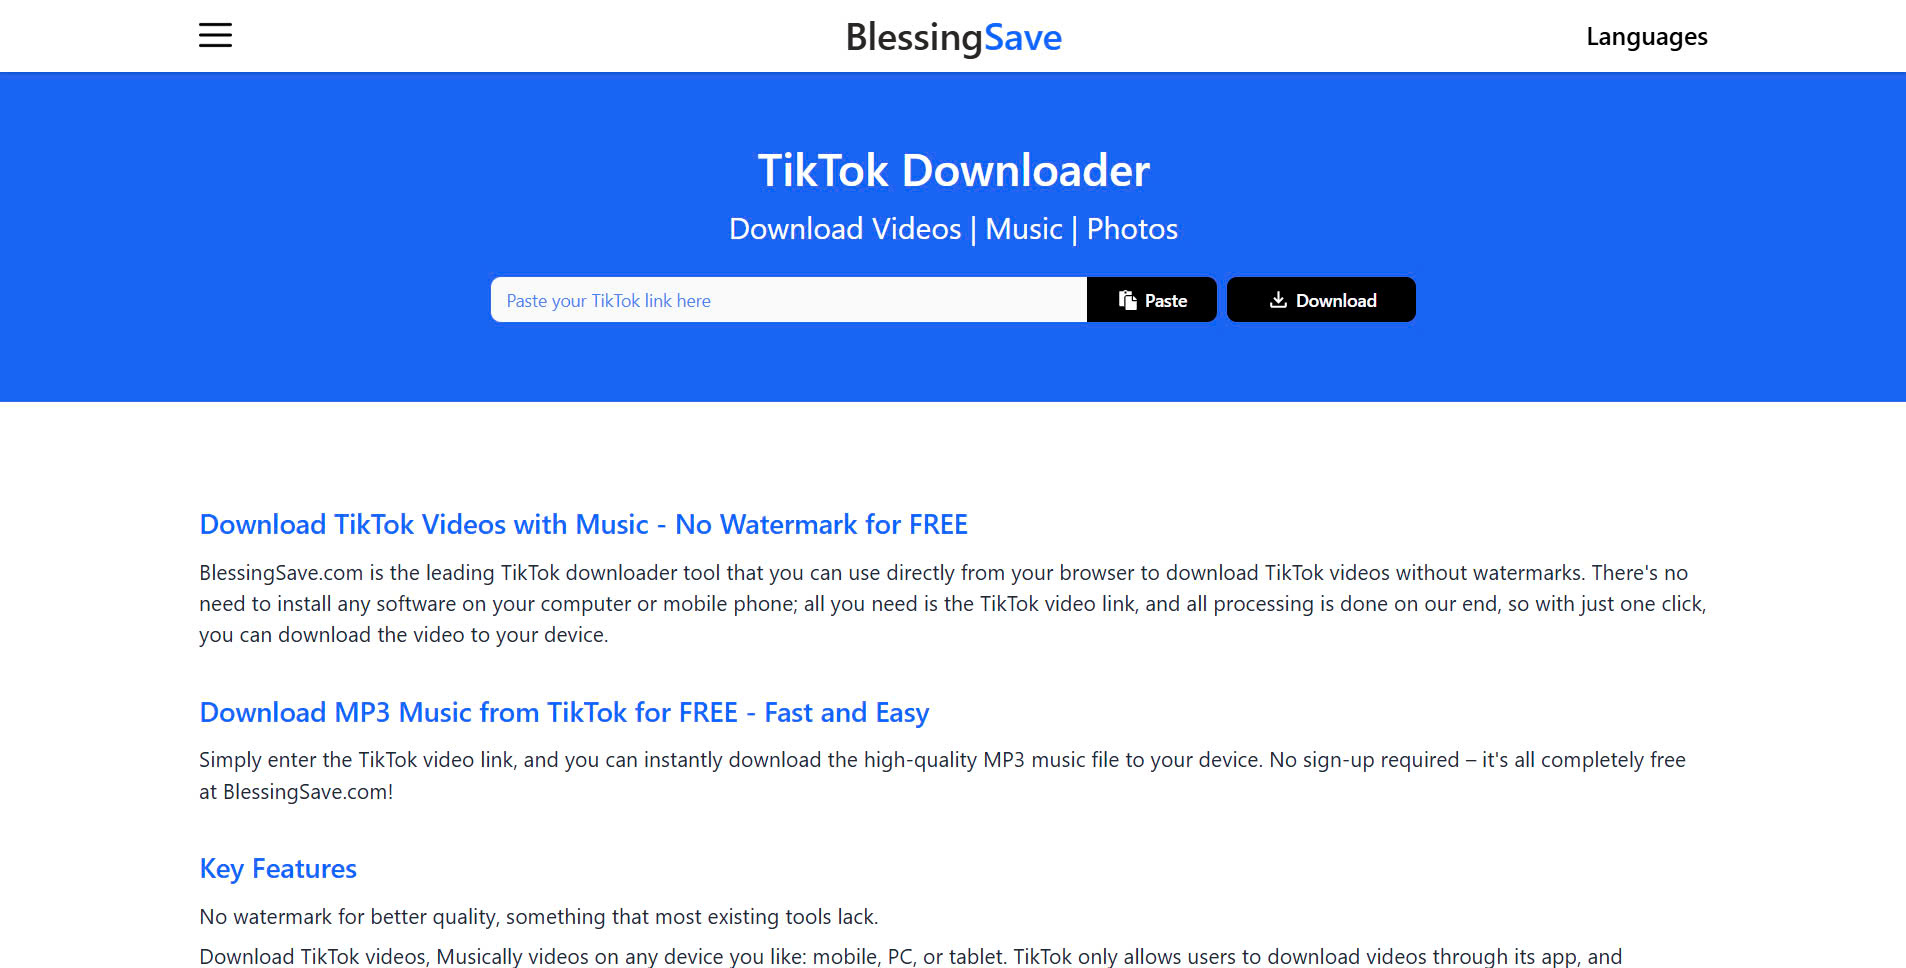 BlessingSave
Languages
TikTok Downloader
Download Videos | Music | Photos
Paste your TikTok link here
Paste
Download
Download TikTok Videos with Music - No Watermark for FREE
BlessingSave.com is the leading TikTok downloader tool that you can use directly from your browser to download TikTok videos without watermarks. There's no
need to install any software on your computer or mobile phone; all you need is the TikTok video link, and all processing is done on our end, so with just one click,
you can download the video to your device.
Download MP3 Music from TikTok for FREE - Fast and Easy
Simply enter the TikTok video link, and you can instantly download the high-quality MP3 music file to your device. No sign-up required – it's all completely free
at BlessingSave.com!
Key Features
No watermark for better quality, something that most existing tools lack.
Download TikTok videos, Musically videos on any device you like: mobile, PC, or tablet. TikTok only allows users to download videos through its app, and